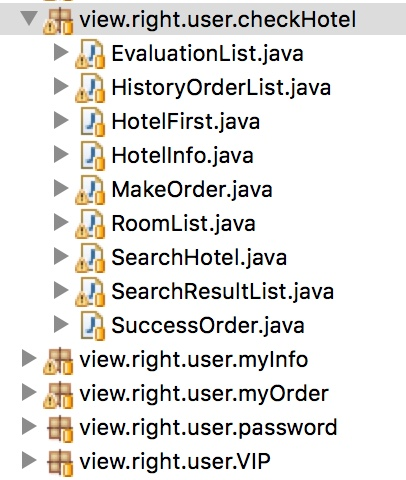 view.right.user.checkHotel
EvaluationList.java
HistoryOrderList.java
HotelFirst.java
HotelInfo.java
MakeOrder.java
RoomList.java
SearchHotel.java
SearchResultList.java
SuccessOrder.java
view.right.user.myInfo
view.right.user.myOrder
view.right.user.password
view.right.user.VIP